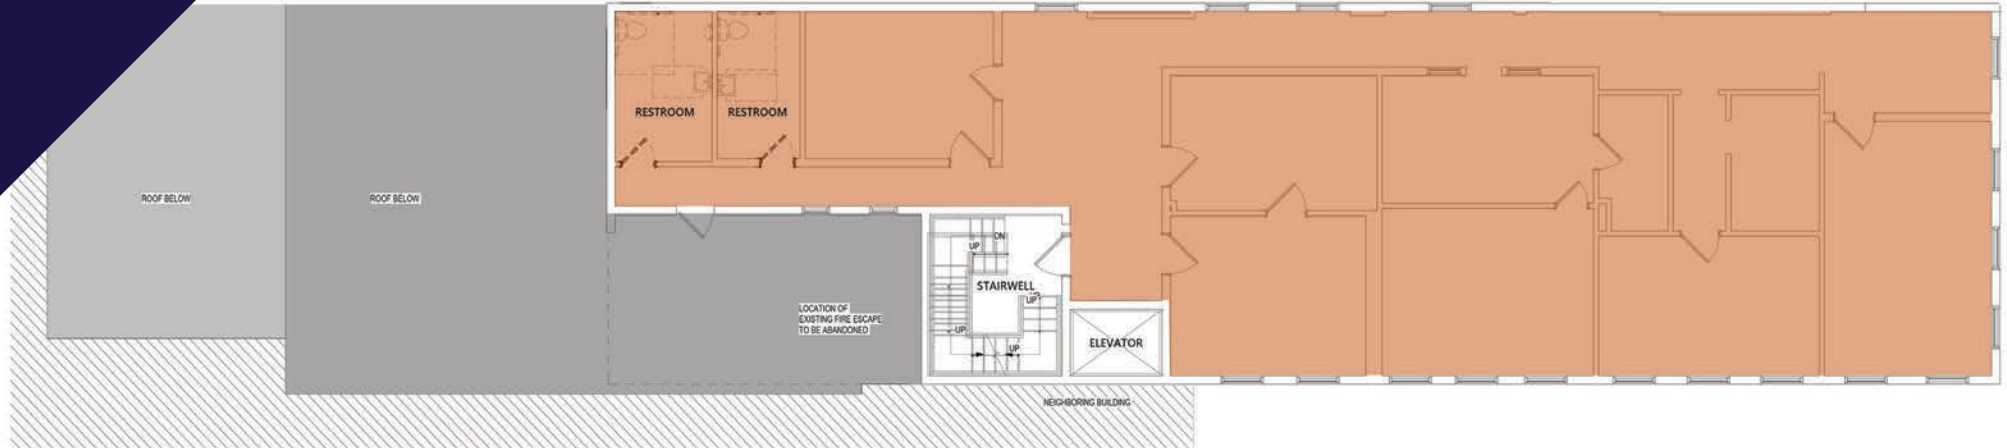 RESTROOM
RESTROOM
ROOF BELOW
ROOF BELOW
DN
UP
STAIRWELL
UP
LOCATION OF
EXISTING FIRE ESCAPE
TO BE ABANDONED
UP
UP
ELEVATOR
NEIGHBORING BUILDING